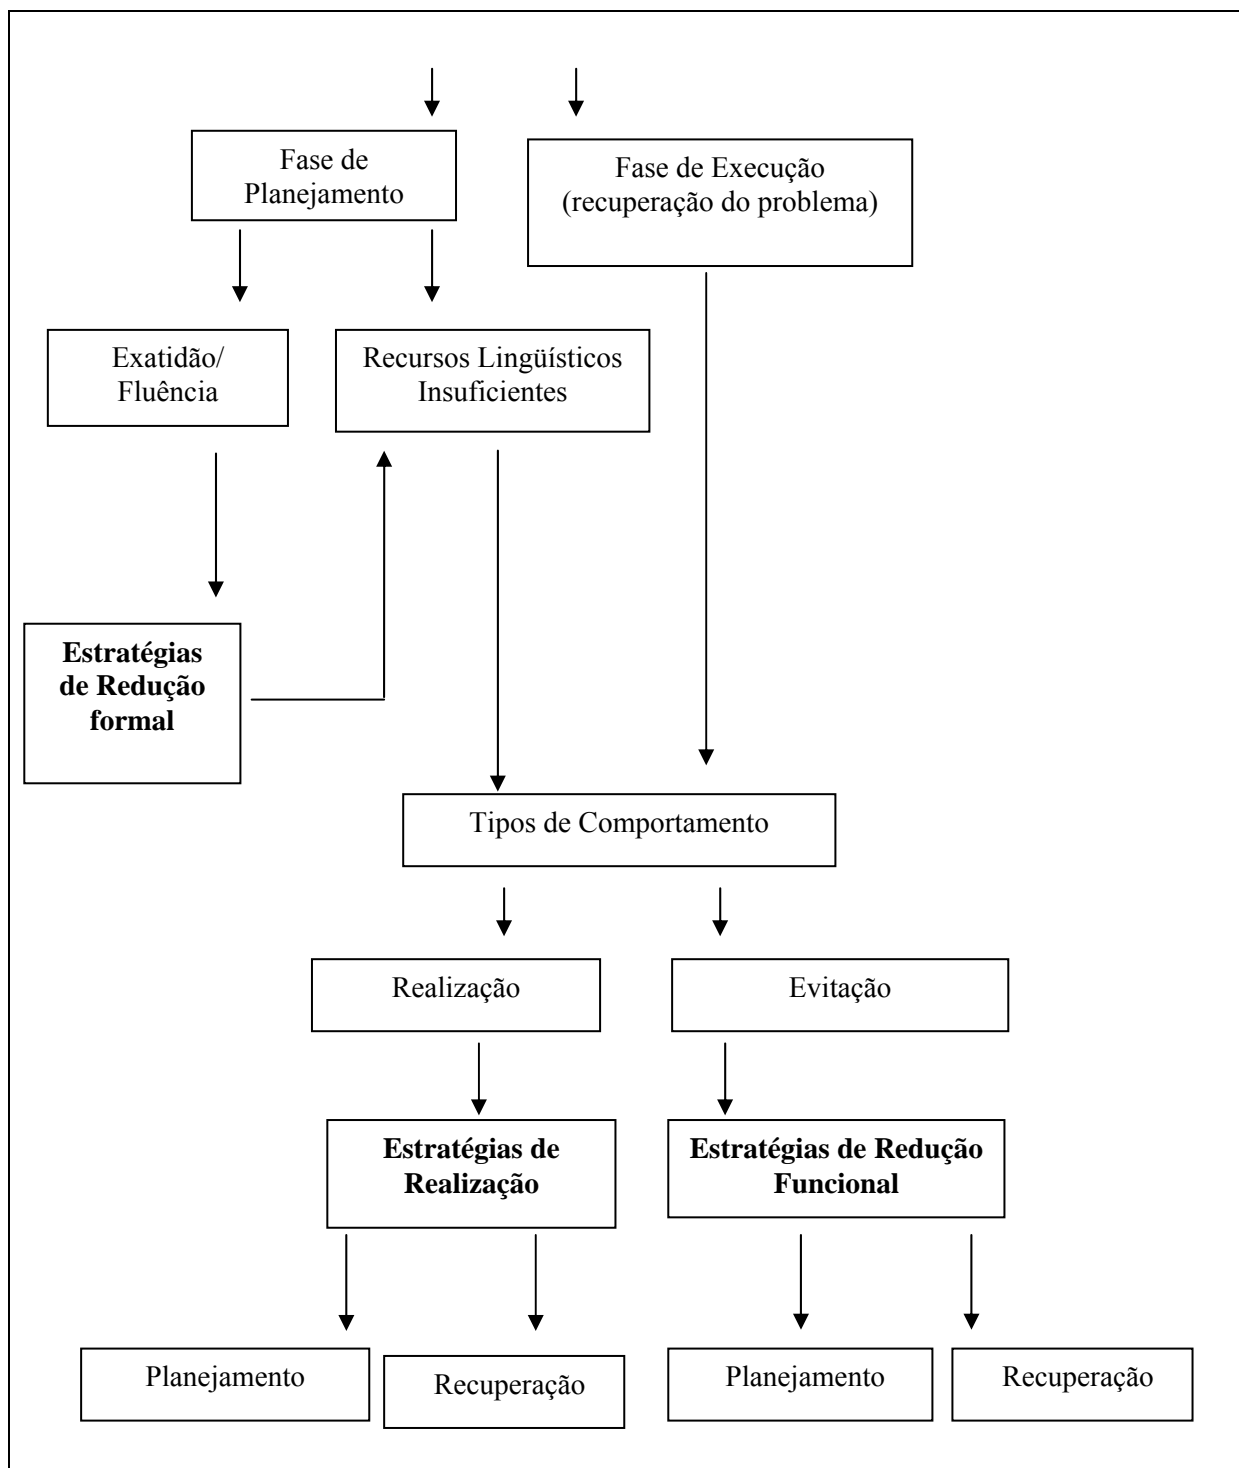 Fase de
Planejamento
Fase de Execução
(recuperação do problema)
Exatidão/
Fluência
Recursos Lingüísticos
Insuficientes
Estratégias
de Redução
formal
Tipos de Comportamento
Realização
Evitação
Estratégias de
Realização
Estratégias de Redução
Funcional
Planejamento
Recuperação
Planejamento
Recuperação